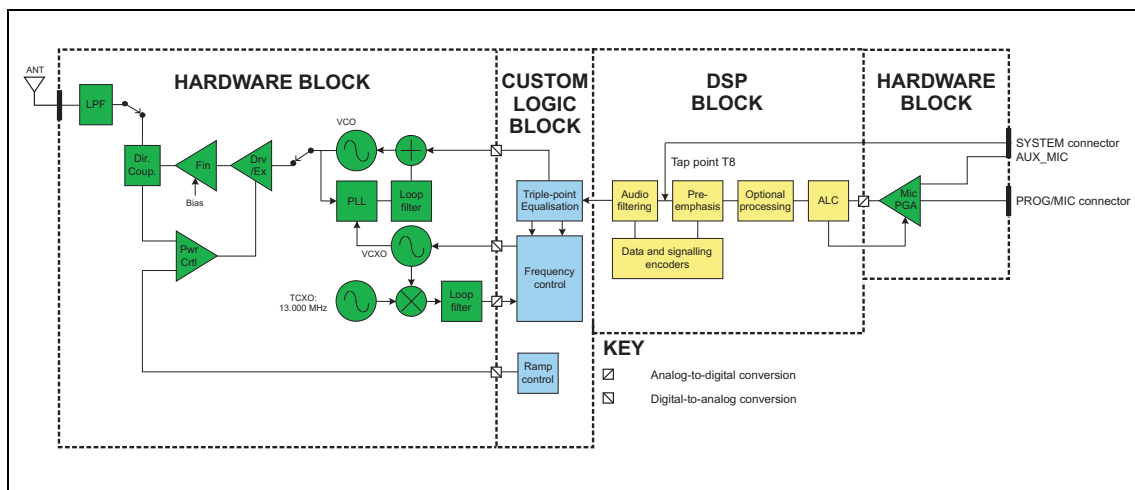 HARDWARE BLOCK
CUSTOM
LOGIC
BLOCK
DSP
BLOCK
HARDWARE
BLOCK
ANT
LPF
VCO
Dir.
Coup.
Fin
Drv
/Ex
Bias
PLL
Loop
filter
Pwr
Crtl
VCXO
TCXO:
13.000 MHz
Loop
filter
Triple-point
Equalisation
Frequency
control
Ramp
control
Tap point T8
Audio
filtering
Pre-
emphasis
Optional
processing
ALC
Data and signalling
encoders
Mic
PGA
SYSTEM connector
AUX_MIC
PROG/MIC connector
KEY
Analog-to-digital conversion
Digital-to-analog conversion